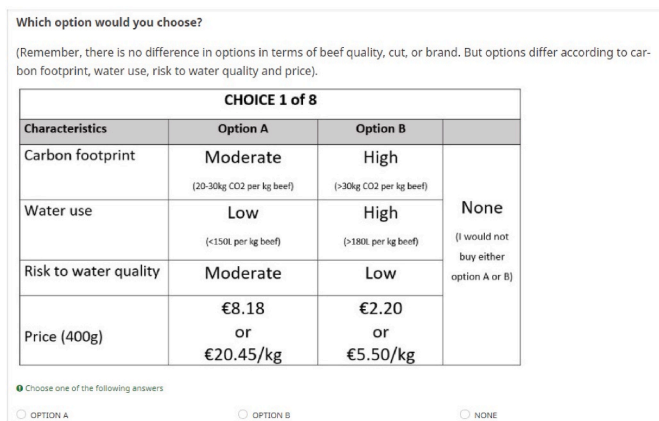 Which option would you choose?
(Remember, there is no difference in options in terms of beef quality, cut, or brand. But options differ according to car-
bon footprint, water use, risk to water quality and price).
CHOICE 1 of 8
Characteristics Option A Option B
Carbon footprint Moderate High
(20-30kg CO2 per kg beef) (>30kg CO2 per kg beef)
Water use Low High
(<150L per kg beef) (>180L per kg beef)
Risk to water quality Moderate Low
Price (400g) €8.18 or €20.45/kg €2.20 or €5.50/kg
None
(I would not
buy either
option A or B)
Choose one of the following answers
OPTION A OPTION B NONE